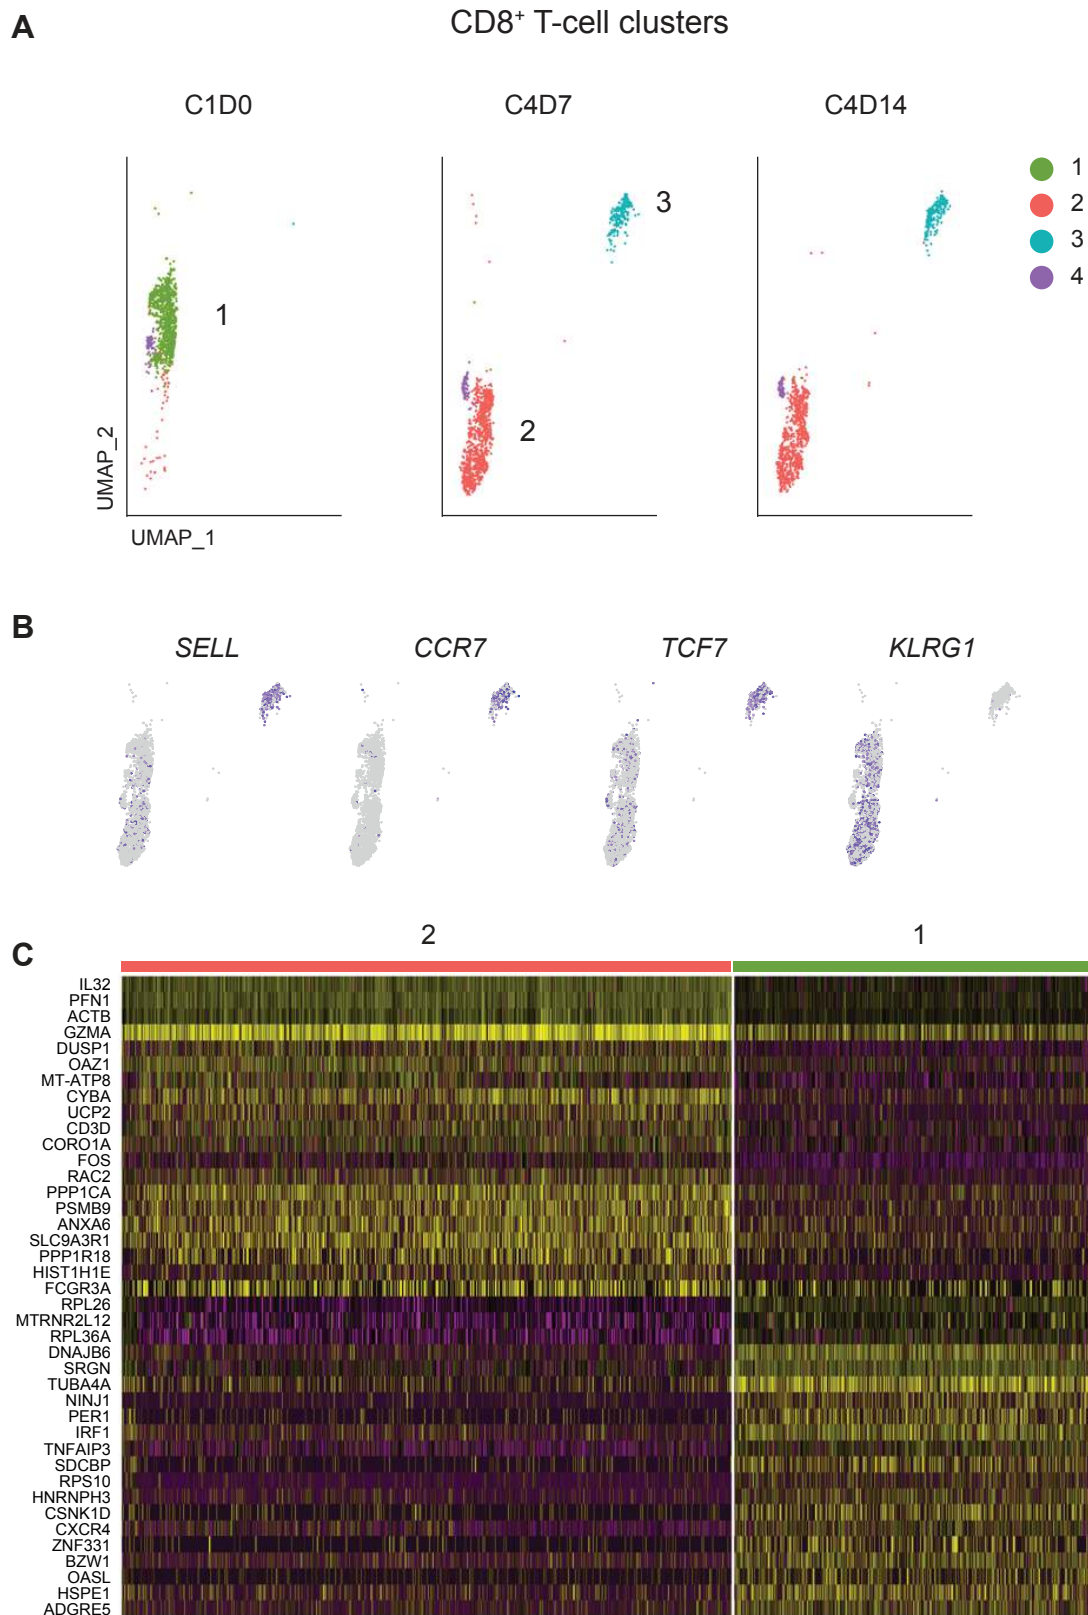 A
CD8+ T-cell clusters
C1D0
C4D7
C4D14
1
2
3
4
1
2
3
UMAP_2
UMAP_1
B
SELL
CCR7
TCF7
KLRG1
C
2
1
IL32
PFN1
ACTB
GZMA
DUSP1
OAZ1
MT-ATP8
CYBA
UCP2
CD3D
CORO1A
FOS
RAC2
PPP1CA
PSMB9
ANXA6
SLC9A3R1
PPP1R18
HIST1H1E
FCGR3A
RPL26
MTRNR2L12
RPL36A
DNAJB6
SRGN
TUBA4A
NINJ1
PER1
IRF1
TNFAIP3
SDCBP
RPS10
HNRNPH3
CSNK1D
CXCR4
ZNF331
BZW1
OASL
HSPE1
ADGRE5